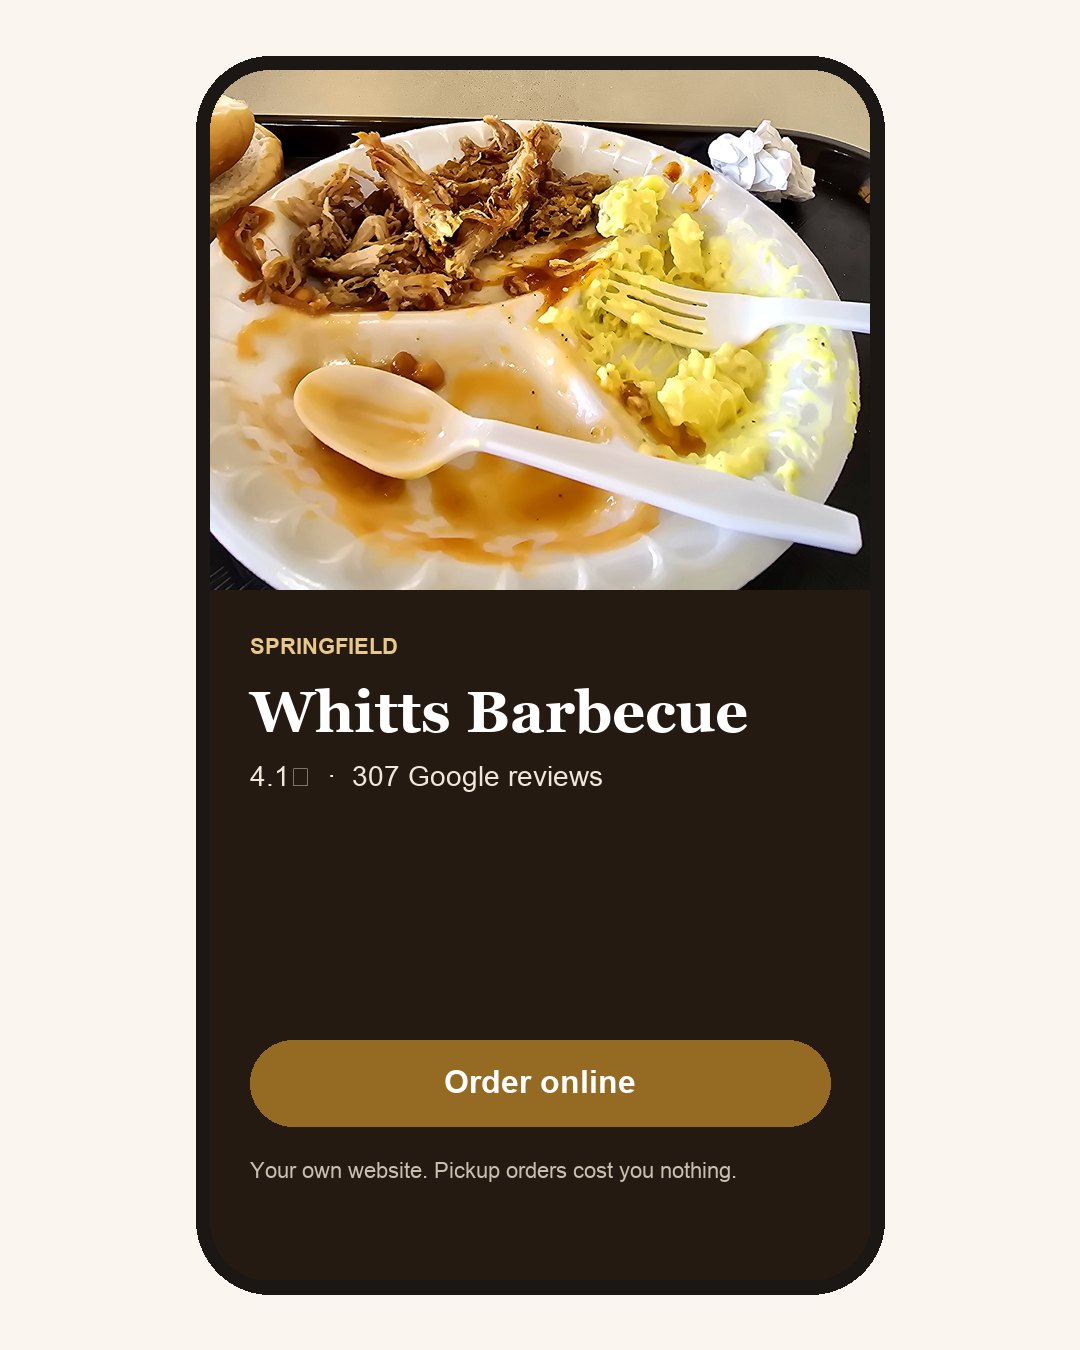 SPRINGFIELD
Whitts Barbecue
4.1□ · 307 Google reviews
Order online
Your own website. Pickup orders cost you nothing.